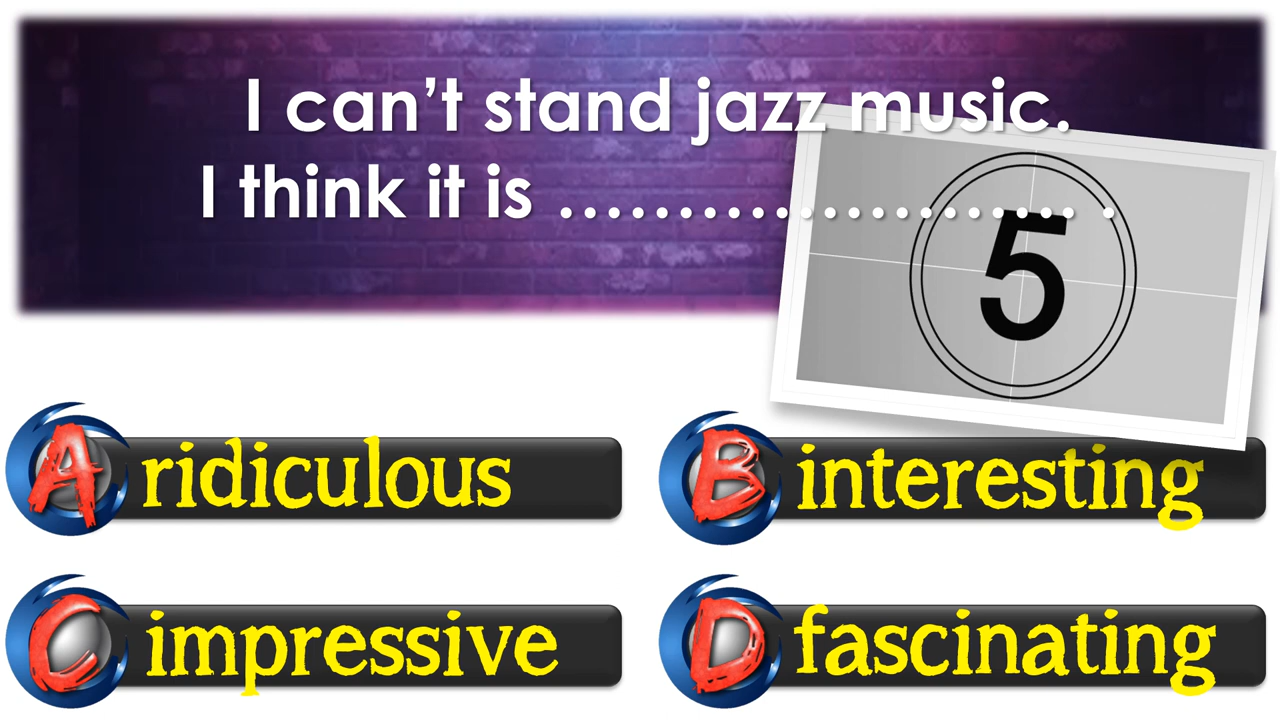 I can’t stand jazz music.
I think it is ………………………… .
5
A ridiculous
B interesting
C impressive
D fascinating